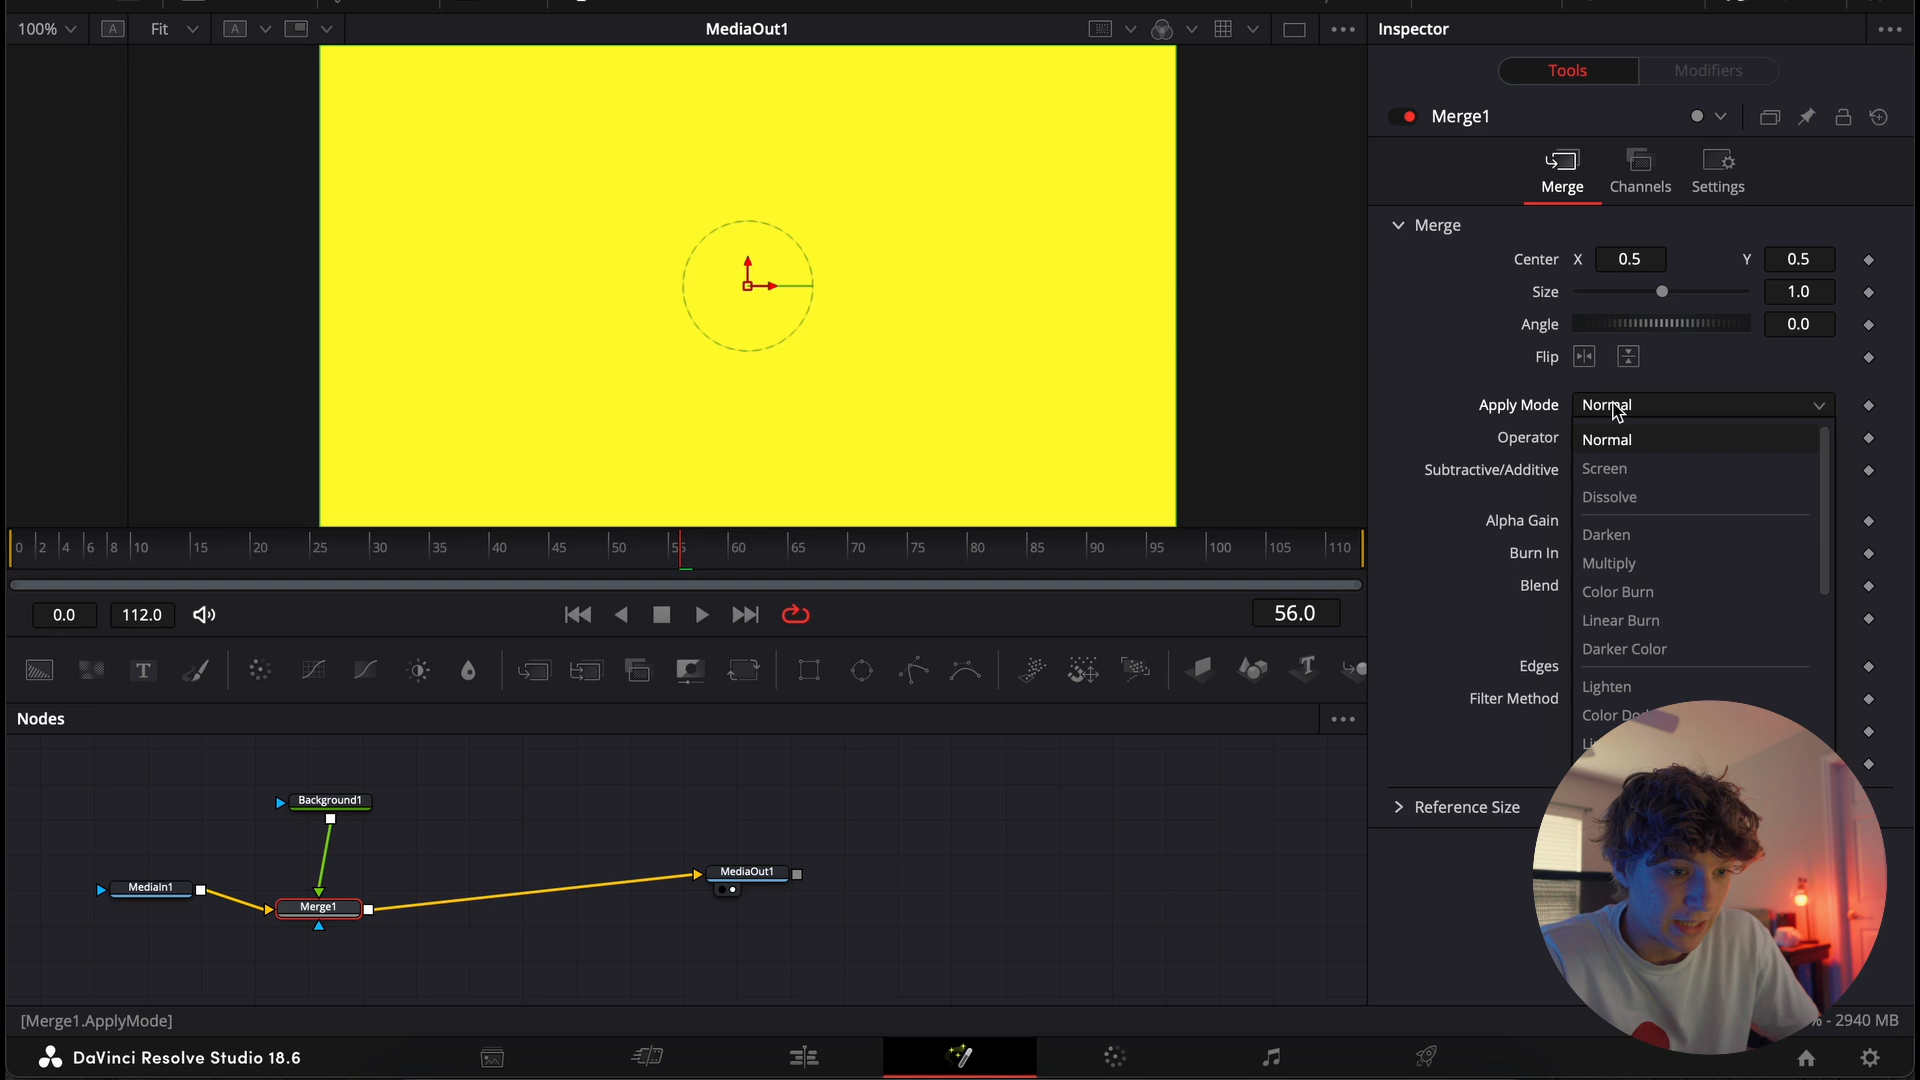 100%
A
Fit
A
MediaOut1
Inspector
Tools
Modifiers
Merge1
Merge
Channels
Settings
Merge
Center X 0.5 Y 0.5
Size 1.0
Angle 0.0
Flip
Apply Mode Normal
Operator
Subtractive/Additive
Alpha Gain
Burn In
Blend
Edges
Filter Method
Normal
Screen
Dissolve
Darken
Multiply
Color Burn
Linear Burn
Darker Color
Lighten
Color
Reference Size
0 2 4 6 8 10 15 20 25 30 35 40 45 50 55 60 65 70 75 80 85 90 95 100 105 110
0.0
112.0
56.0
T
T
Nodes
Background1
MediaIn1
Merge1
MediaOut1
[Merge1.ApplyMode]
% - 2940 MB
DaVinci Resolve Studio 18.6